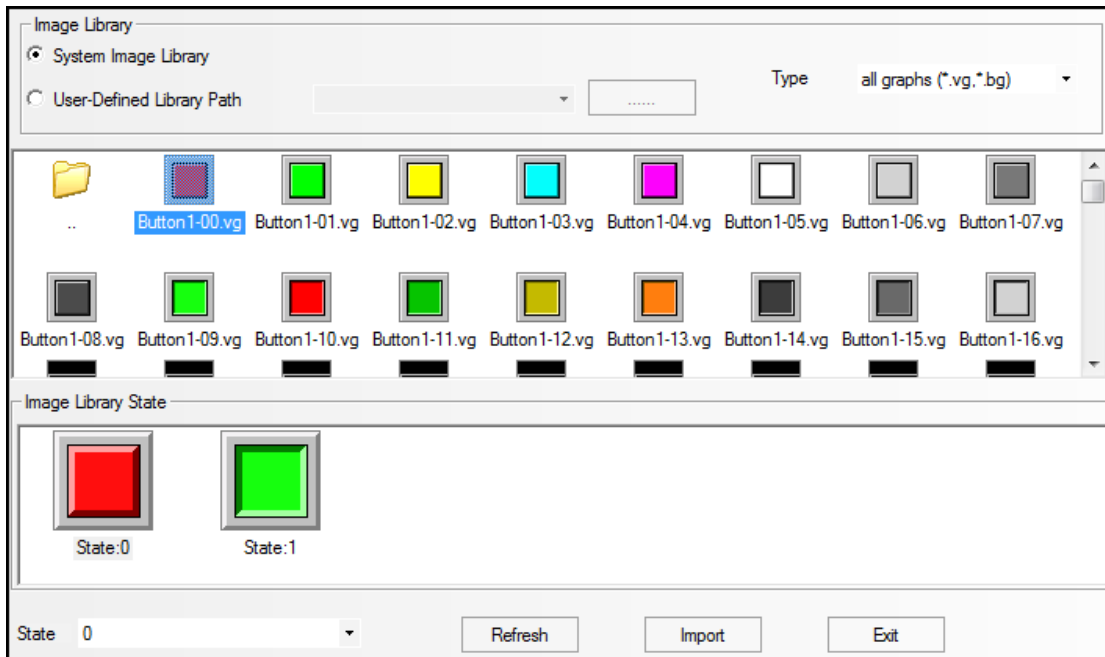 Image Library
System Image Library
User-Defined Library Path
......
Type
all graphs (*.vg,*.bg)
..
Button1-00.vg
Button1-01.vg
Button1-02.vg
Button1-03.vg
Button1-04.vg
Button1-05.vg
Button1-06.vg
Button1-07.vg
Button1-08.vg
Button1-09.vg
Button1-10.vg
Button1-11.vg
Button1-12.vg
Button1-13.vg
Button1-14.vg
Button1-15.vg
Button1-16.vg
Image Library State
State:0
State:1
State
0
Refresh
Import
Exit